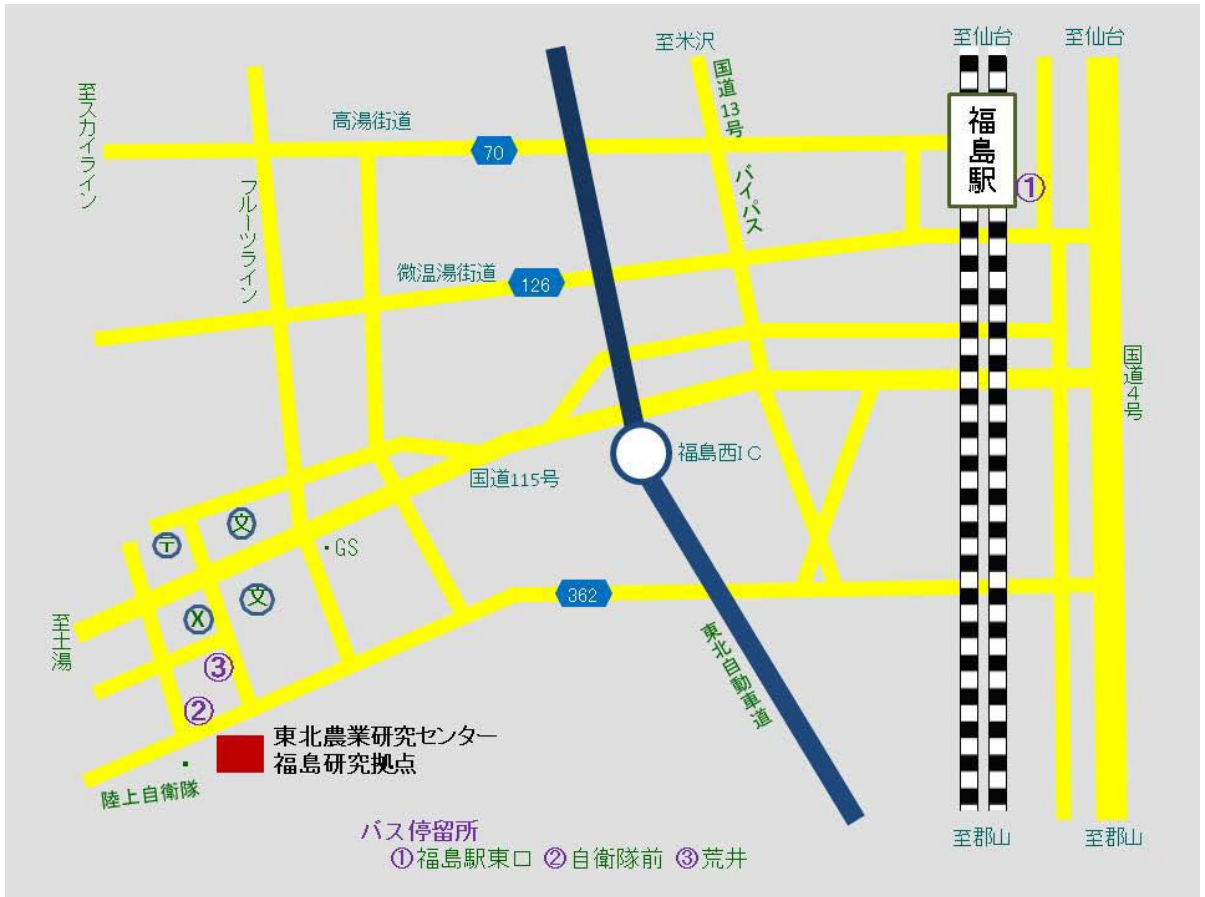 至仙台
至仙台
至米沢
国道13号
バイパス
至スカイライン
高湯街道
70
福島駅
①
フルーツライン
微温湯街道
126
国道4号
福島西IC
国道115号
〒
文
・GS
文
X
362
至土湯
③
②
東北自動車道
東北農業研究センター
福島研究拠点
陸上自衛隊
バス停留所
①福島駅東口 ②自衛隊前 ③荒井
至郡山
至郡山